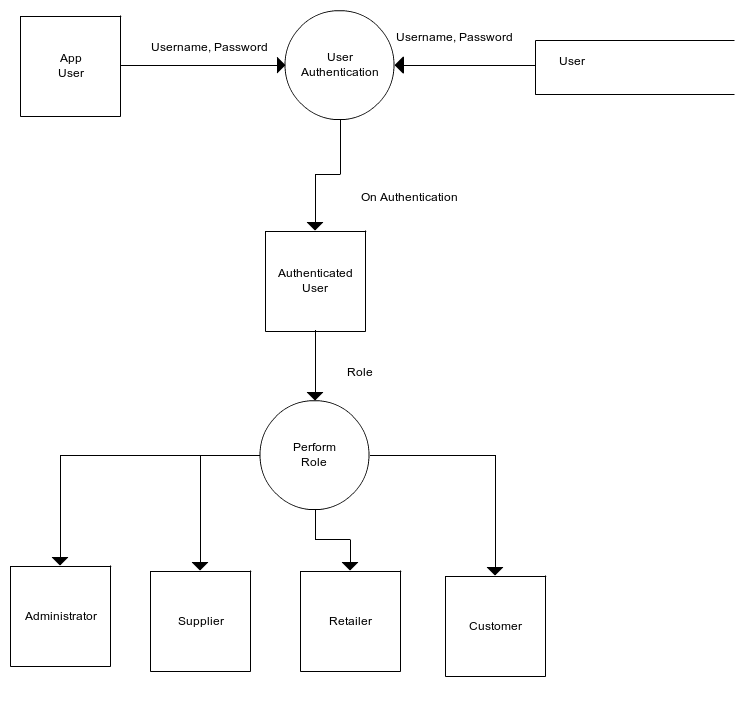 App
User
Username, Password
User
Authentication
Username, Password
User
On Authentication
Authenticated
User
Role
Perform
Role
Administrator
Supplier
Retailer
Customer